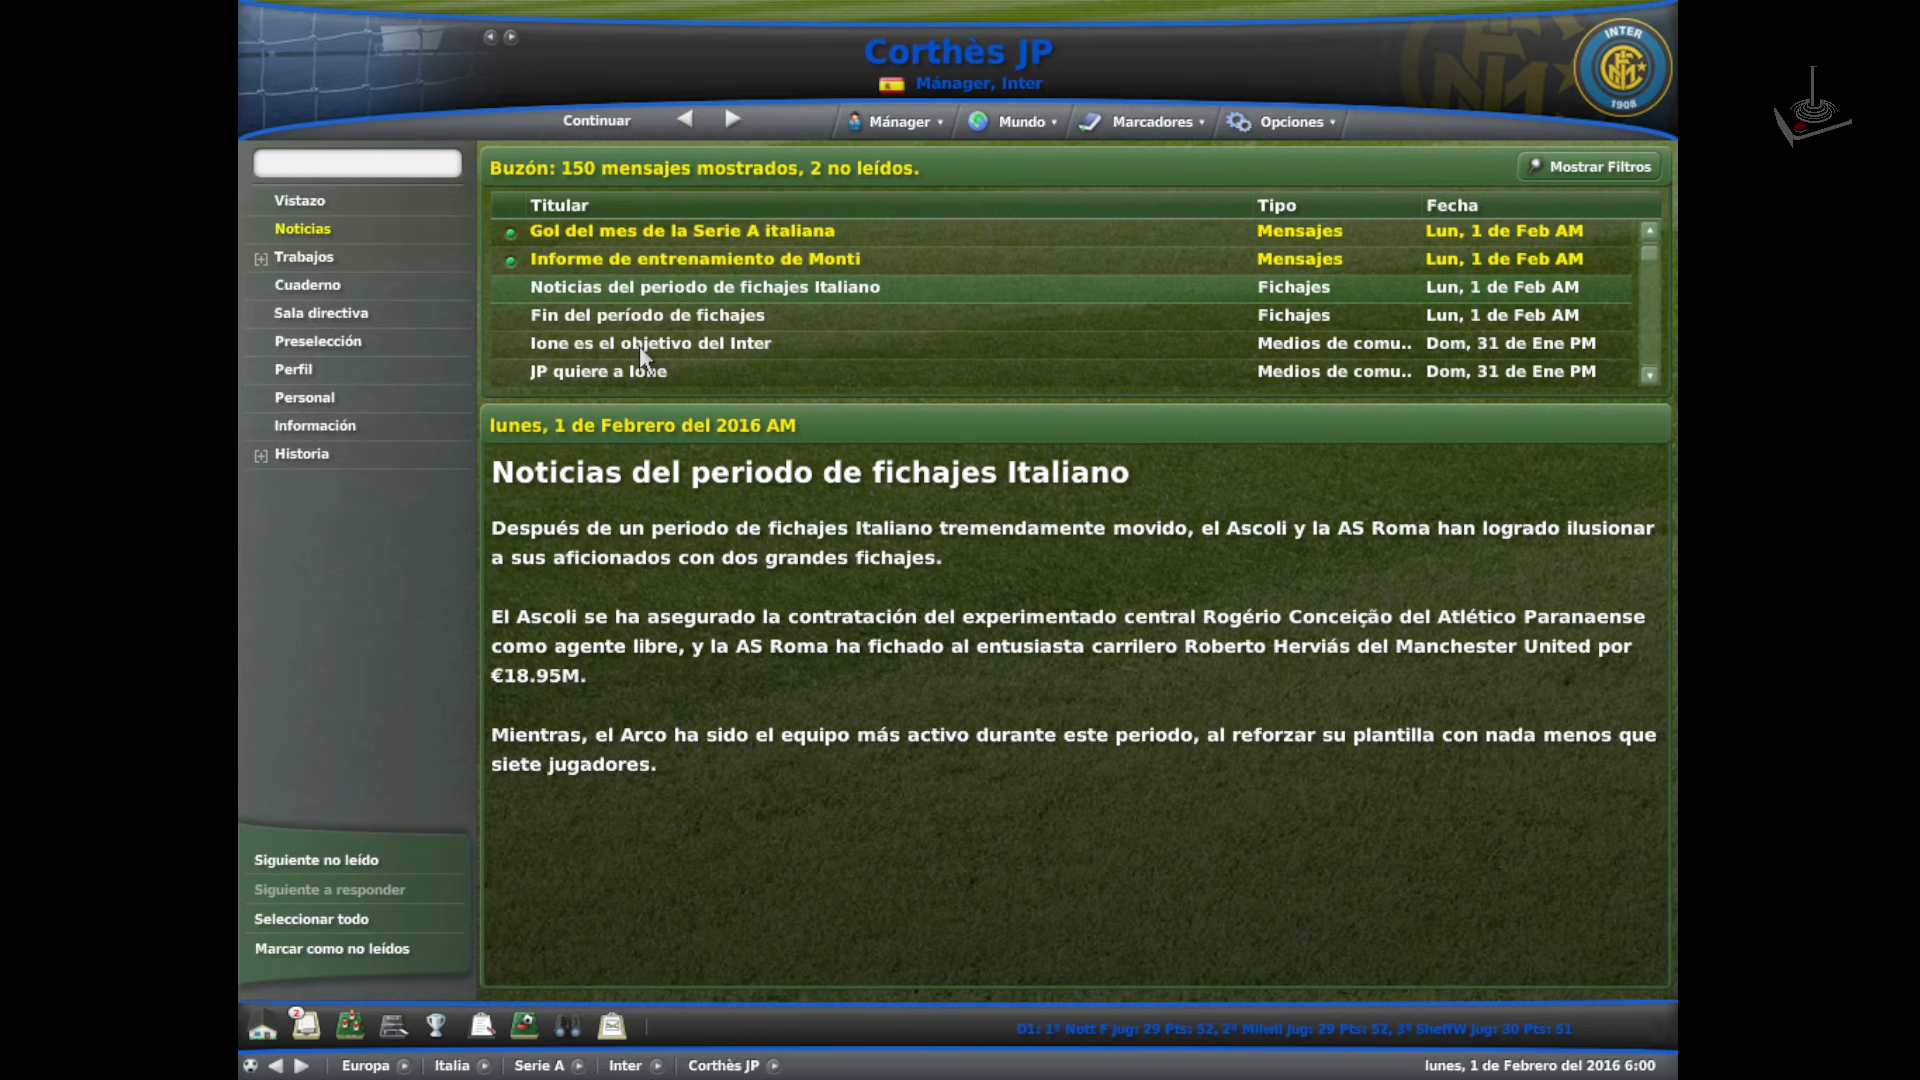 Corthès JP
Mánager, Inter
INTER
1908
Continuar
Mánager
Mundo
Marcadores
Opciones
Vistazo
Noticias
Trabajos
Cuaderno
Sala directiva
Preselección
Perfil
Personal
Información
Historia
Buzón: 150 mensajes mostrados, 2 no leídos.
Mostrar Filtros
Titular Tipo Fecha
Gol del mes de la Serie A italiana Mensajes Lun, 1 de Feb AM
Informe de entrenamiento de Monti Mensajes Lun, 1 de Feb AM
Noticias del periodo de fichajes Italiano Fichajes Lun, 1 de Feb AM
Fin del período de fichajes Fichajes Lun, 1 de Feb AM
Ione es el objetivo del Inter Medios de comu.. Dom, 31 de Ene PM
JP quiere a Ione Medios de comu.. Dom, 31 de Ene PM
lunes, 1 de Febrero del 2016 AM
Noticias del periodo de fichajes Italiano
Después de un periodo de fichajes Italiano tremendamente movido, el Ascoli y la AS Roma han logrado ilusionar
a sus aficionados con dos grandes fichajes.
El Ascoli se ha asegurado la contratación del experimentado central Rogério Conceição del Atlético Paranaense
como agente libre, y la AS Roma ha fichado al entusiasta carrilero Roberto Herviás del Manchester United por
€18.95M.
Mientras, el Arco ha sido el equipo más activo durante este periodo, al reforzar su plantilla con nada menos que
siete jugadores.
Siguiente no leído
Siguiente a responder
Seleccionar todo
Marcar como no leídos
2
D1: 1º Nott F Jug: 29 Pts: 52, 2º Milwll Jug: 29 Pts: 52, 3º SheffW Jug: 30 Pts: 51
Europa Italia Serie A Inter Corthès JP
lunes, 1 de Febrero del 2016 6:00